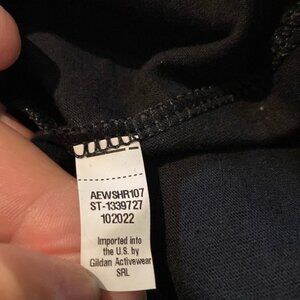 AEWSHR107
ST-1339727
102022
Imported into
the U.S. by
Gildan Activewear
SRL